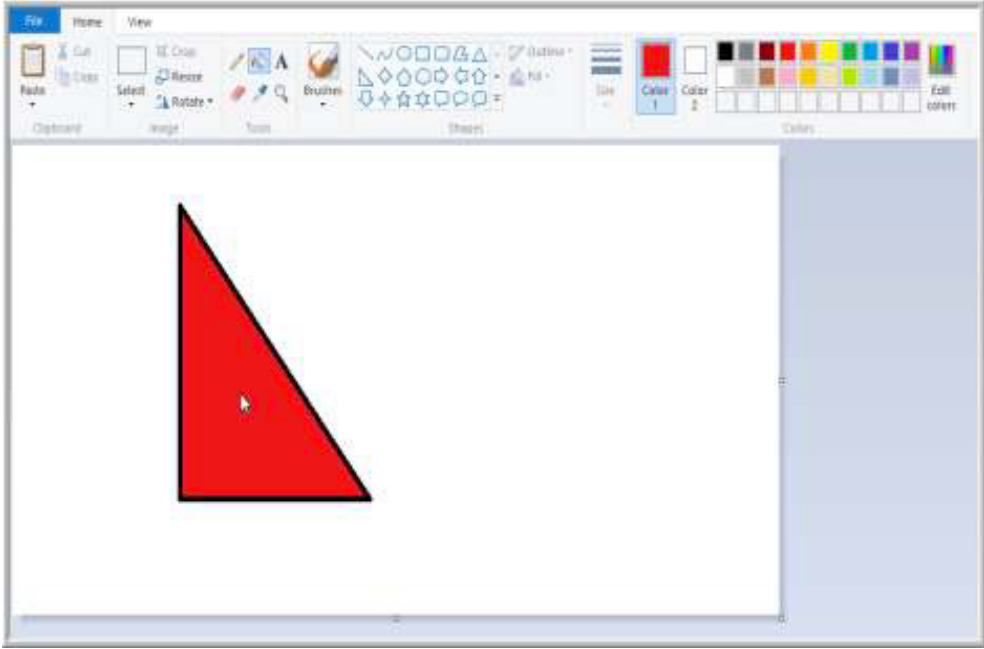 File Home View
Paste
Cut
Copy
Clipboard
Select
Crop
Resize
Rotate
Image
A
Tools
Brushes
Shapes
Outline
Fill
Size
Color
1
Color
2
Edit
colors
Colors